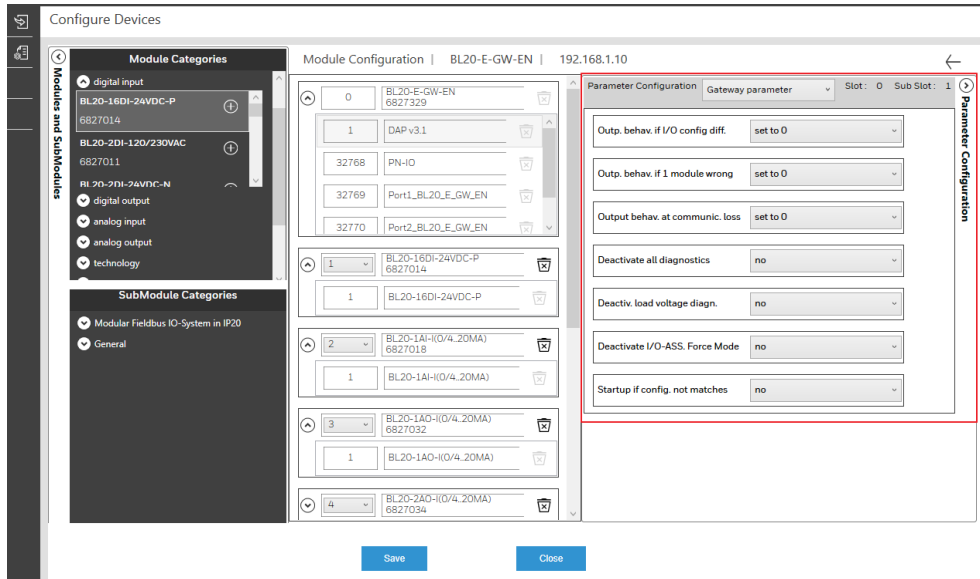 Configure Devices
Modules and SubModules
Module Categories
digital input
BL20-16DI-24VDC-P
6827014
BL20-2DI-120/230VAC
6827011
BL20-2DI-24VDC-N
digital output
analog input
analog output
technology
SubModule Categories
Modular Fieldbus IO-System in IP20
General
Module Configuration | BL20-E-GW-EN | 192.168.1.10
0
BL20-E-GW-EN
6827329
1 DAP v3.1
32768 PN-IO
32769 Port1_BL20_E_GW_EN
32770 Port2_BL20_E_GW_EN
1
BL20-16DI-24VDC-P
6827014
1 BL20-16DI-24VDC-P
2
BL20-1AI-I(0/4..20MA)
6827018
1 BL20-1AI-I(0/4..20MA)
3
BL20-1AO-I(0/4..20MA)
6827032
1 BL20-1AO-I(0/4..20MA)
4
BL20-2AO-I(0/4..20MA)
6827034
Parameter Configuration Gateway parameter Slot: 0 Sub Slot: 1
Outp. behav. if I/O config diff. set to 0
Outp. behav. if 1 module wrong set to 0
Output behav. at communic. loss set to 0
Deactivate all diagnostics no
Deactiv. load voltage diagn. no
Deactivate I/O-ASS. Force Mode no
Startup if config. not matches no
Parameter Configuration
Save Close